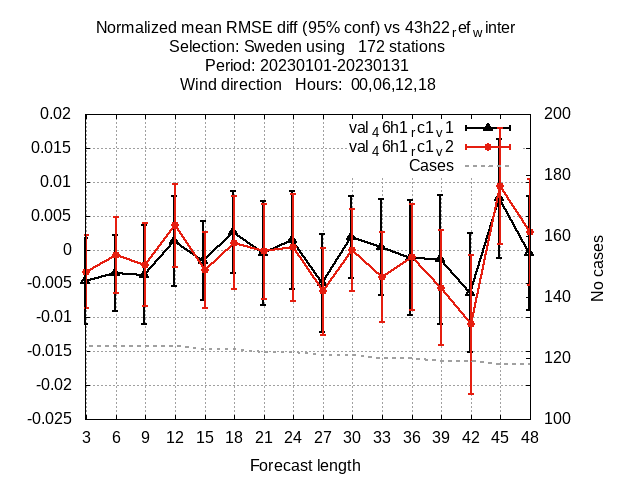 Normalized mean RMSE diff (95% conf) vs 43h22refwinter
Selection: Sweden using 172 stations
Period: 20230101-20230131
Wind direction Hours: 00,06,12,18
0.02 200
val46h1rc1v1
0.015 val46h1rc1v2
Cases
0.01 180
0.005
0 160
-0.005
-0.01 140
-0.015 120
-0.02
-0.025 100
No cases
3 6 9 12 15 18 21 24 27 30 33 36 39 42 45 48
Forecast length